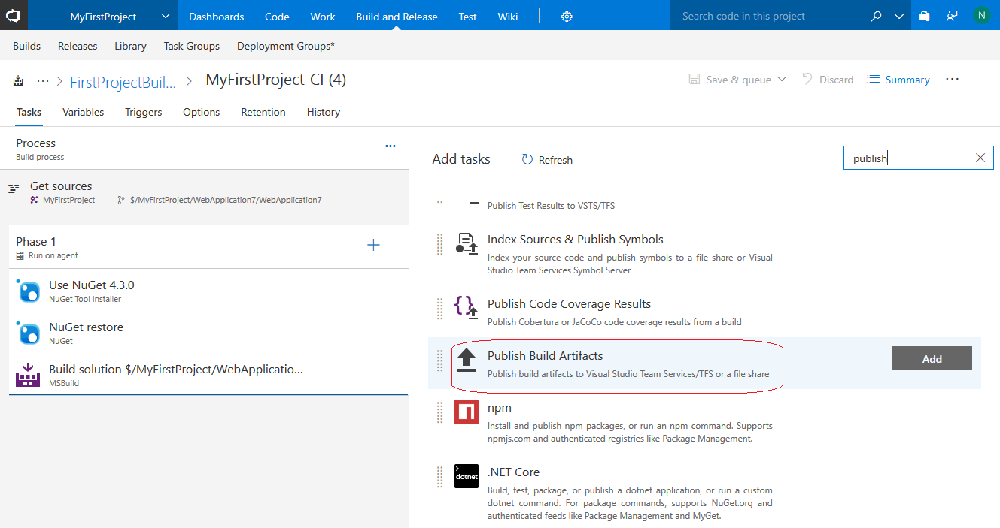 MyFirstProject
Dashboards Code Work Build and Release Test Wiki
Search code in this project
N
Builds Releases Library Task Groups Deployment Groups*
... > FirstProjectBuil... > MyFirstProject-CI (4)
Save & queue Discard Summary ...
Tasks Variables Triggers Options Retention History
Process
Build process
Get sources
MyFirstProject $/MyFirstProject/WebApplication7/WebApplication7
Phase 1
Run on agent
Use NuGet 4.3.0
NuGet Tool Installer
NuGet restore
NuGet
Build solution $/MyFirstProject/WebApplicatio...
MSBuild
Add tasks Refresh
publish
Publish Test Results to VSTS/TFS
Index Sources & Publish Symbols
Index your source code and publish symbols to a file share or Visual
Studio Team Services Symbol Server
Publish Code Coverage Results
Publish Cobertura or JaCoCo code coverage results from a build
Publish Build Artifacts
Publish build artifacts to Visual Studio Team Services/TFS or a file share
Add
npm
Install and publish npm packages, or run an npm command. Supports
npmjs.com and authenticated registries like Package Management.
dotnet
.NET Core
Build, test, package, or publish a dotnet application, or run a custom
dotnet command. For package commands, supports NuGet.org and
authenticated feeds like Package Management and MyGet.